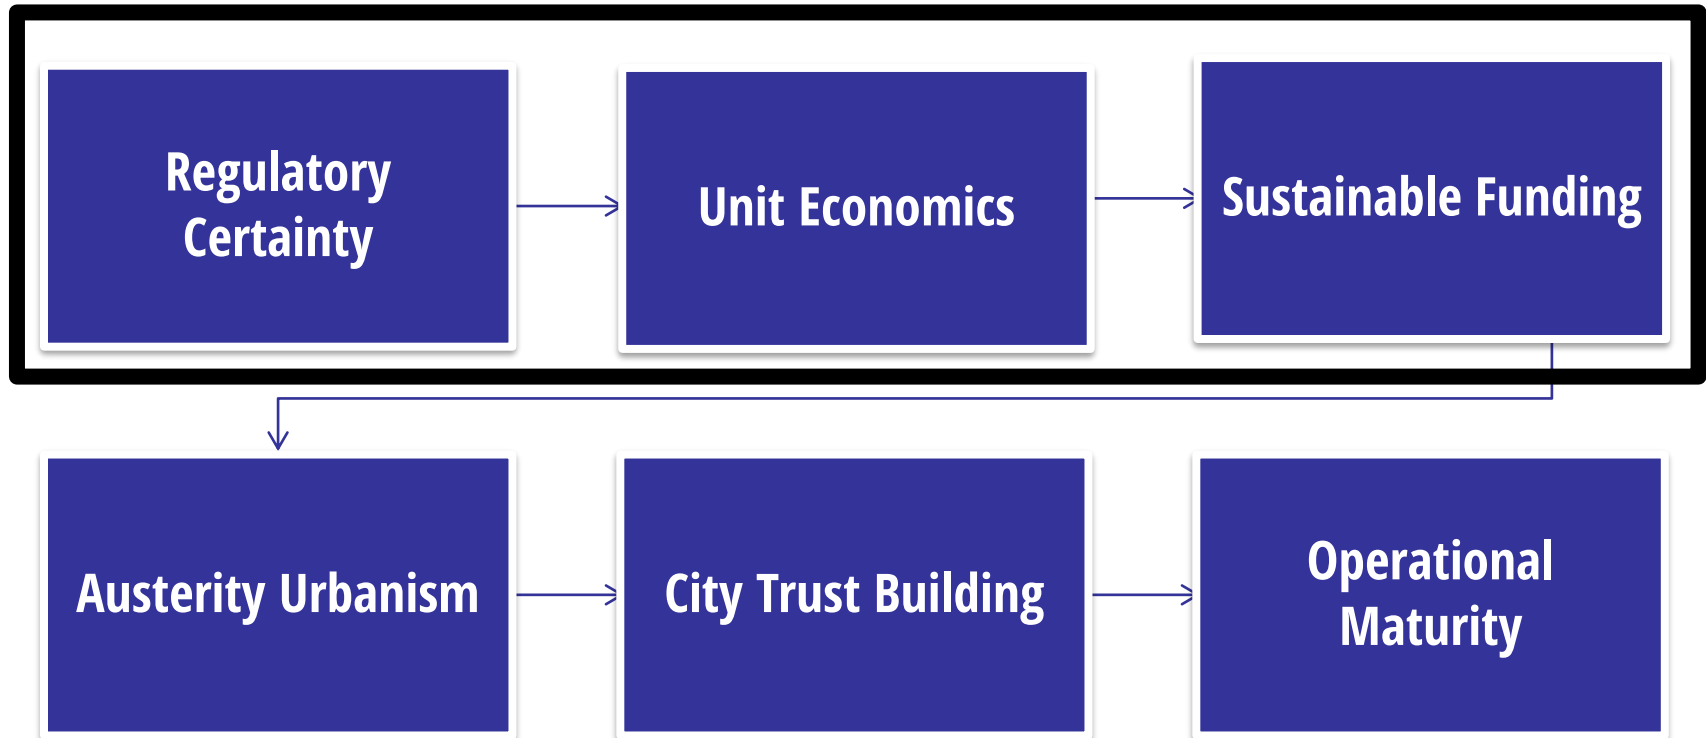 Regulatory
Certainty
Unit Economics
Sustainable Funding
Austerity Urbanism
City Trust Building
Operational
Maturity